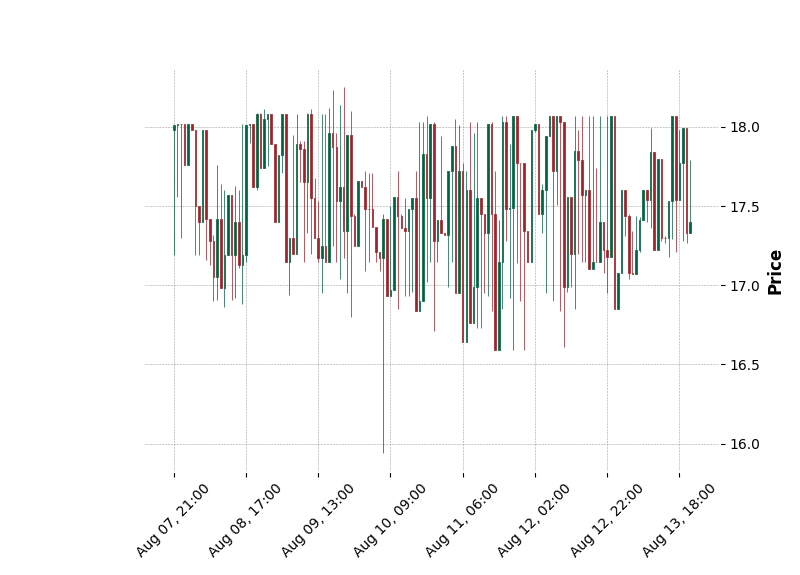 18.0
17.5
17.0
16.5
16.0
Price
Aug 07, 21:00
Aug 08, 17:00
Aug 09, 13:00
Aug 10, 09:00
Aug 11, 06:00
Aug 12, 02:00
Aug 12, 22:00
Aug 13, 18:00